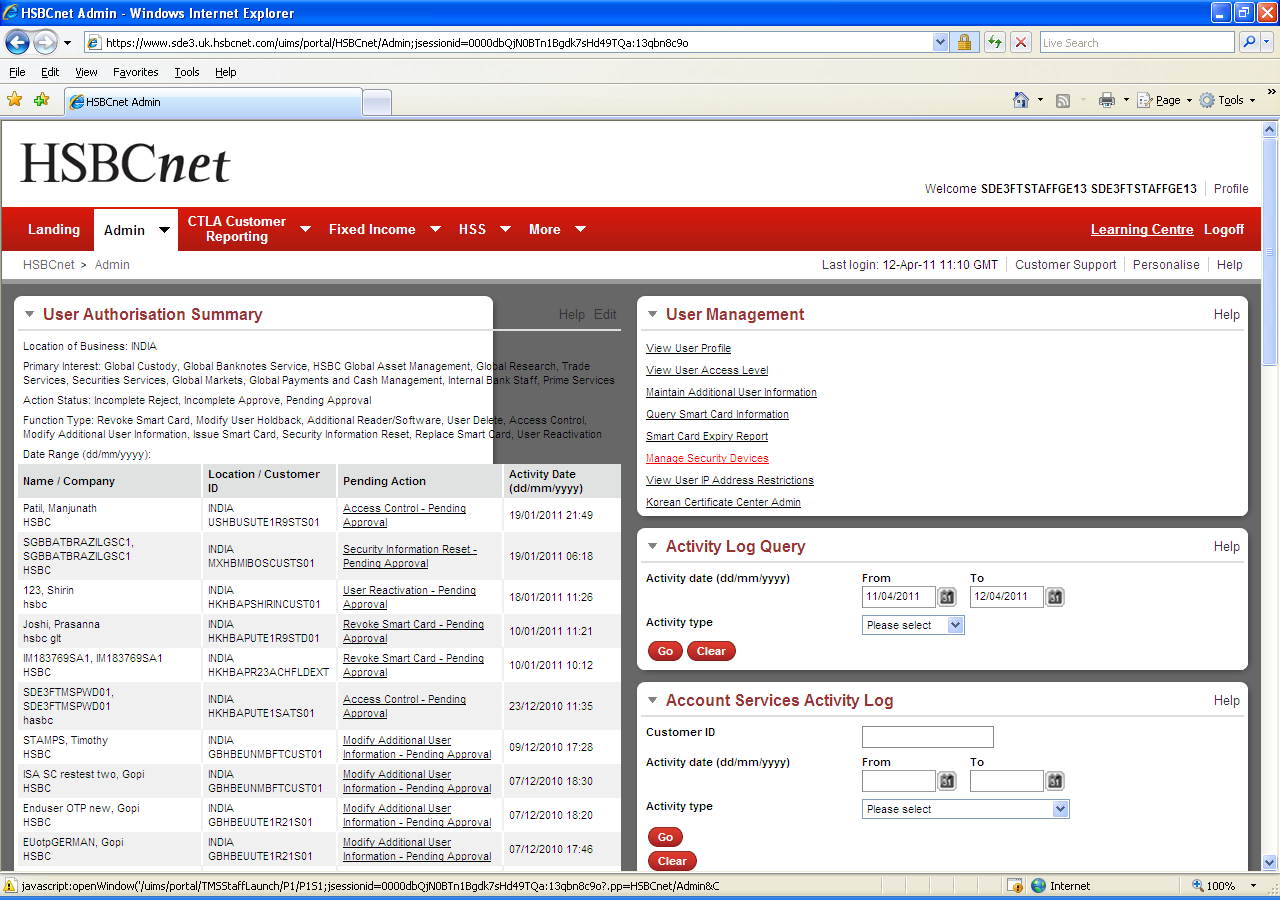 HSBCnet Admin - Windows Internet Explorer
https://www.sde3.uk.hsbcnet.com/uims/portal/HSBCnet/Admin;jsessionid=0000dbQjN0BTn1Bgdk7sHd49TQa:13qbn8c9o
Live Search
File Edit View Favorites Tools Help
HSBCnet Admin
Page Tools
HSBCnet
Welcome SDE3FTSTAFFGE13 SDE3FTSTAFFGE13 Profile
Landing Admin CTLA Customer Reporting Fixed Income HSS More Learning Centre Logoff
HSBCnet > Admin Last login: 12-Apr-11 11:10 GMT Customer Support Personalise Help
User Authorisation Summary Help Edit
Location of Business: INDIA
Primary Interest: Global Custody, Global Banknotes Service, HSBC Global Asset Management, Global Research, Trade
Services, Securities Services, Global Markets, Global Payments and Cash Management, Internal Bank Staff, Prime Services
Action Status: Incomplete Reject, Incomplete Approve, Pending Approval
Function Type: Revoke Smart Card, Modify User Holdback, Additional Reader/Software, User Delete, Access Control,
Modify Additional User Information, Issue Smart Card, Security Information Reset, Replace Smart Card, User Reactivation
Date Range (dd/mm/yyyy):
Name / Company Location / Customer ID Pending Action Activity Date (dd/mm/yyyy)
Patil, Manjunath HSBC INDIA USHBUSUTE1R9STS01 Access Control - Pending Approval 19/01/2011 21:49
SGBBATBRAZILGSC1, SGBBATBRAZILGSC1 HSBC INDIA MXHBMIBOSCUSTS01 Security Information Reset - Pending Approval 19/01/2011 06:18
123, Shirin hsbc INDIA HKHBAPSHIRINCUST01 User Reactivation - Pending Approval 18/01/2011 11:26
Joshi, Prasanna hsbc glt INDIA HKHBAPUTE1R9STD01 Revoke Smart Card - Pending Approval 10/01/2011 11:21
IM183769SA1, IM183769SA1 HSBC INDIA HKHBAPR23ACHFLDEXT Revoke Smart Card - Pending Approval 10/01/2011 10:12
SDE3FTMSPWD01, SDE3FTMSPWD01 hasbc INDIA HKHBAPUTE1SATS01 Access Control - Pending Approval 23/12/2010 11:35
STAMPS, Timothy HSBC INDIA GBHBEUNMBFTCUST01 Modify Additional User Information - Pending Approval 09/12/2010 17:28
ISA SC restest two, Gopi HSBC INDIA GBHBEUNMBFTCUST01 Modify Additional User Information - Pending Approval 07/12/2010 18:30
Enduser OTP new, Gopi HSBC INDIA GBHBEUUTE1R21S01 Modify Additional User Information - Pending Approval 07/12/2010 18:20
EUotpGERMAN, Gopi HSBC INDIA GBHBEUUTE1R21S01 Modify Additional User Information - Pending Approval 07/12/2010 17:46
User Management Help
View User Profile
View User Access Level
Maintain Additional User Information
Query Smart Card Information
Smart Card Expiry Report
Manage Security Devices
View User IP Address Restrictions
Korean Certificate Center Admin
Activity Log Query Help
Activity date (dd/mm/yyyy) From To
11/04/2011 31 12/04/2011 31
Activity type Please select
Go Clear
Account Services Activity Log Help
Customer ID
Activity date (dd/mm/yyyy) From To
31 31
Activity type Please select
Go
Clear
javascript:openWindow('/uims/portal/TMSStaffLaunch/P1/P1S1;jsessionid=0000dbQjN0BTn1Bgdk7sHd49TQa:13qbn8c9o?.pp=HSBCnet/Admin&C Internet 100%